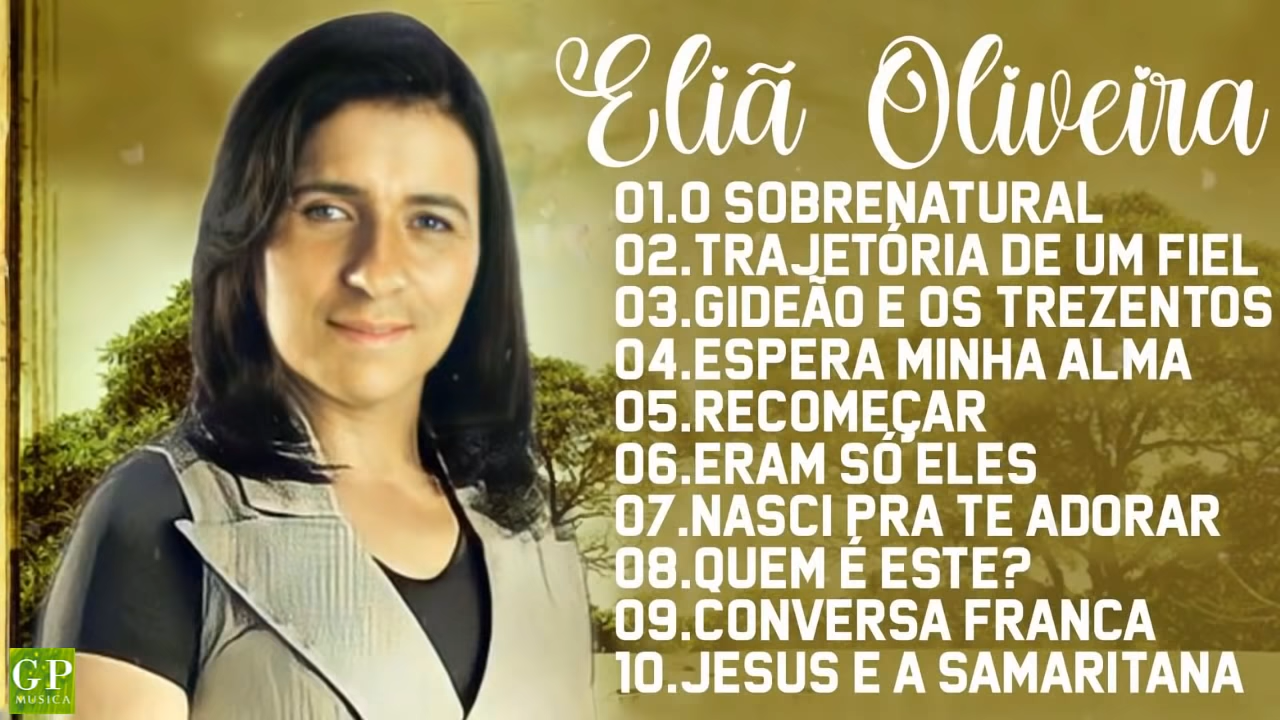 Eliã Oliveira
01.O SOBRENATURAL
02.TRAJETÓRIA DE UM FIEL
03.GIDEÃO E OS TREZENTOS
04.ESPERA MINHA ALMA
05.RECOMEÇAR
06.ERAM SÓ ELES
07.NASCI PRA TE ADORAR
08.QUEM É ESTE?
09.CONVERSA FRANCA
10.JESUS E A SAMARITANA
GP
MUSICA